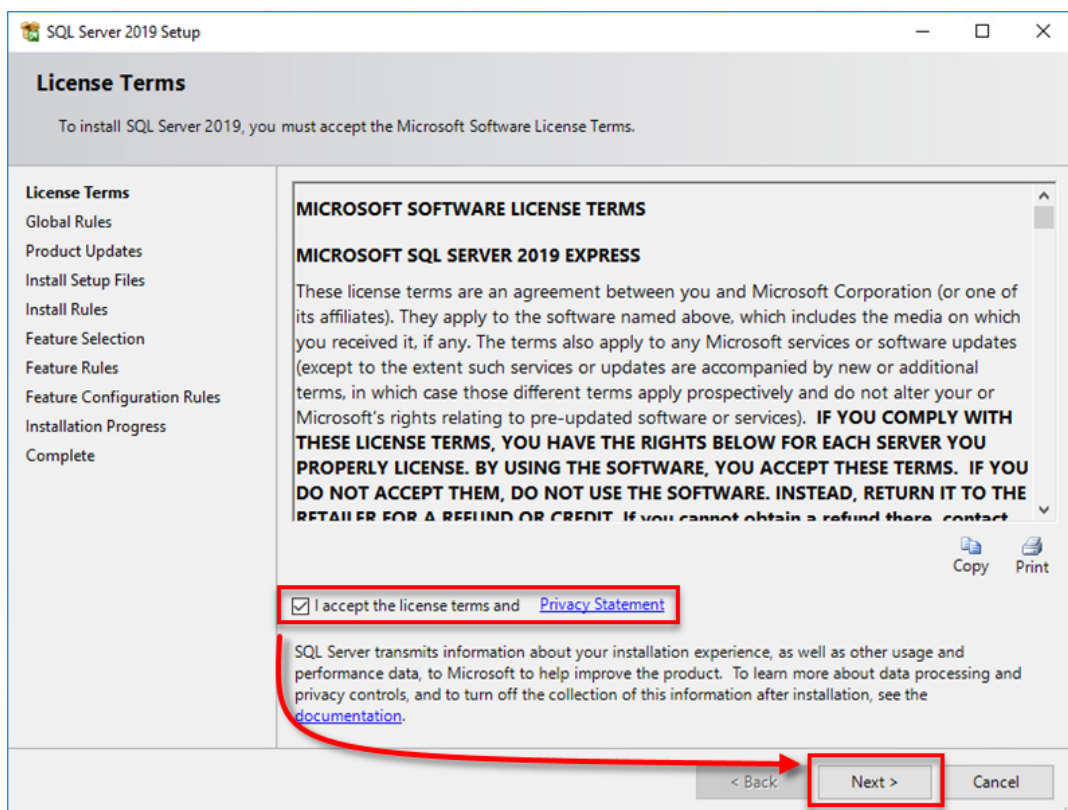 SQL Server 2019 Setup
License Terms
To install SQL Server 2019, you must accept the Microsoft Software License Terms.
License Terms
Global Rules
Product Updates
Install Setup Files
Install Rules
Feature Selection
Feature Rules
Feature Configuration Rules
Installation Progress
Complete
MICROSOFT SOFTWARE LICENSE TERMS
MICROSOFT SQL SERVER 2019 EXPRESS
These license terms are an agreement between you and Microsoft Corporation (or one of
its affiliates). They apply to the software named above, which includes the media on which
you received it, if any. The terms also apply to any Microsoft services or software updates
(except to the extent such services or updates are accompanied by new or additional
terms, in which case those different terms apply prospectively and do not alter your or
Microsoft's rights relating to pre-updated software or services). IF YOU COMPLY WITH
THESE LICENSE TERMS, YOU HAVE THE RIGHTS BELOW FOR EACH SERVER YOU
PROPERLY LICENSE. BY USING THE SOFTWARE, YOU ACCEPT THESE TERMS. IF YOU
DO NOT ACCEPT THEM, DO NOT USE THE SOFTWARE. INSTEAD, RETURN IT TO THE
RETAILER FOR A REFUND OR CREDIT. If you cannot obtain a refund there, contact
Copy Print
I accept the license terms and Privacy Statement
SQL Server transmits information about your installation experience, as well as other usage and
performance data, to Microsoft to help improve the product. To learn more about data processing and
privacy controls, and to turn off the collection of this information after installation, see the
documentation.
< Back Next > Cancel